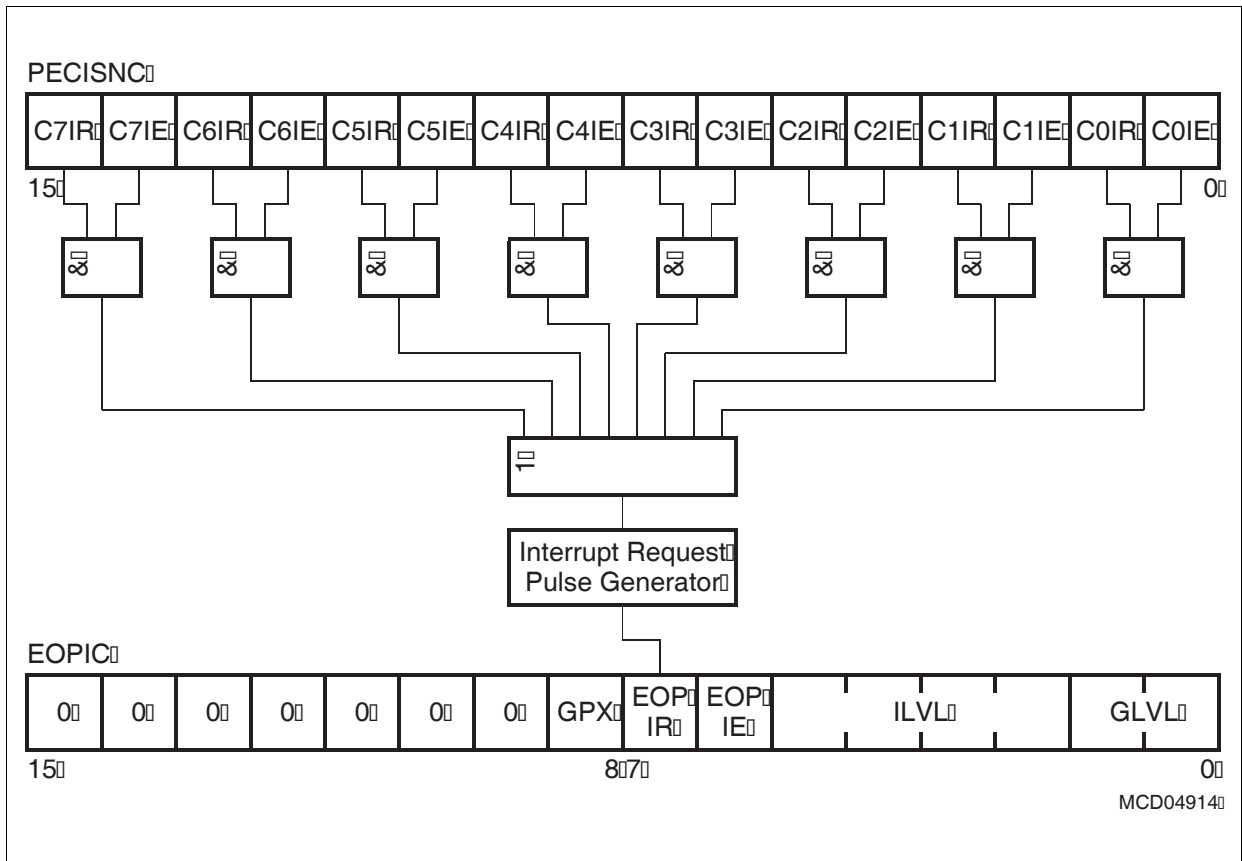 PECISNC
C7IR C7IE C6IR C6IE C5IR C5IE C4IR C4IE C3IR C3IE C2IR C2IE C1IR C1IE C0IR C0IE
15 0
& & & & & & & &
1
Interrupt Request
Pulse Generator
EOPIC
0 0 0 0 0 0 0 GPX EOP IR EOP IE ILVL GLVL
15 8 7 0
MCD04914